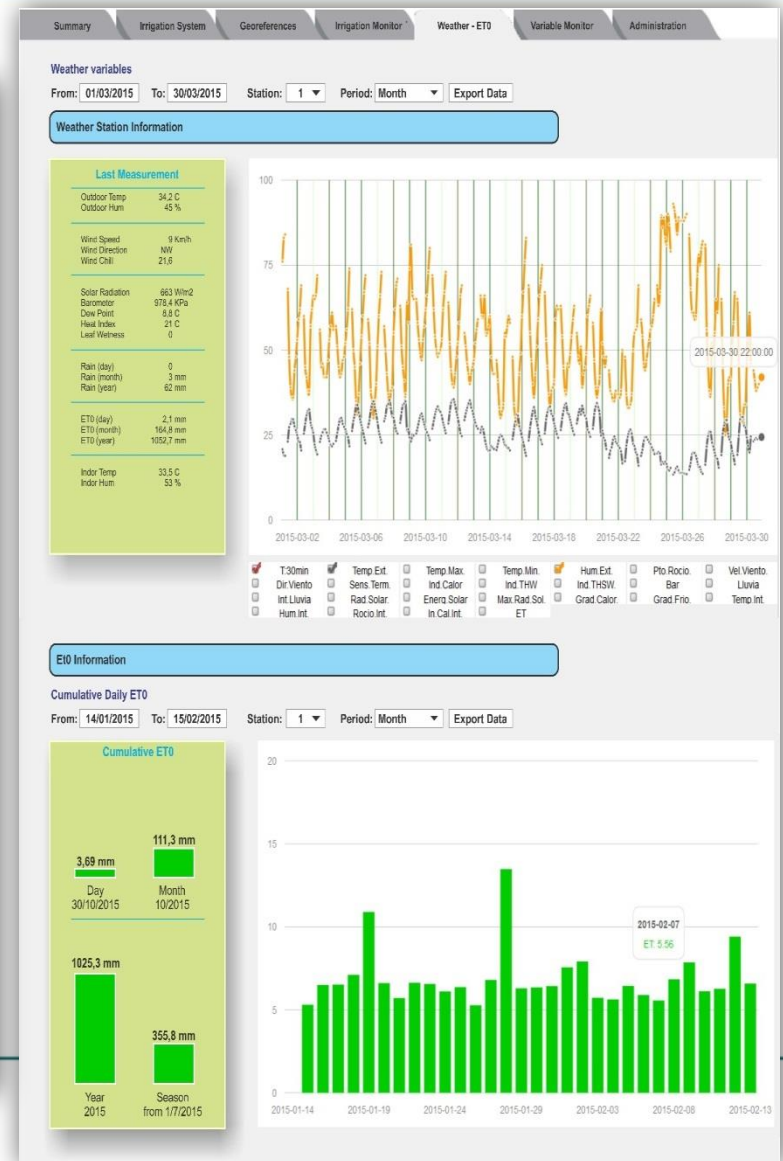 Summary Irrigation System Georeferences Irrigation Monitor Weather - ET0 Variable Monitor Administration
Weather variables
From: 01/03/2015 To: 30/03/2015 Station: 1 Period: Month Export Data
Weather Station Information
Last Measurement
Outdoor Temp 34,2 C
Outdoor Hum 45 %
Wind Speed 9 Km/h
Wind Direction NW
Wind Chill 21,6
Solar Radiation 663 W/m2
Barometer 978,4 KPa
Dew Point 8,8 C
Heat Index 21 C
Leaf Wetness 0
Rain (day) 0
Rain (month) 3 mm
Rain (year) 62 mm
ET0 (day) 2,1 mm
ET0 (month) 164,8 mm
ET0 (year) 1052,7 mm
Indor Temp 33,5 C
Indor Hum 53 %
100
75
50
25
0
2015-03-30 22:00:00
2015-03-02 2015-03-06 2015-03-10 2015-03-14 2015-03-18 2015-03-22 2015-03-26 2015-03-30
T.30min Temp.Ext. Temp.Max. Temp.Min. Hum.Ext. Pto.Rocio. Vel.Viento.
Dir.Viento Sens.Term. Ind.Calor Ind.THW Ind.THSW. Bar Lluvia
Int.Lluvia Rad.Solar. Energ.Solar Max.Rad.Sol. Grad.Calor. Grad.Frio. Temp.Int.
Hum.Int. Rocio.Int. In.Cal.Int. ET
Et0 Information
Cumulative Daily ET0
From: 14/01/2015 To: 15/02/2015 Station: 1 Period: Month Export Data
Cumulative ET0
3,69 mm
Day
30/10/2015
111,3 mm
Month
10/2015
1025,3 mm
Year
2015
355,8 mm
Season
from 1/7/2015
20
15
10
5
0
2015-02-07
ET: 5.56
2015-01-14 2015-01-19 2015-01-24 2015-01-29 2015-02-03 2015-02-08 2015-02-13